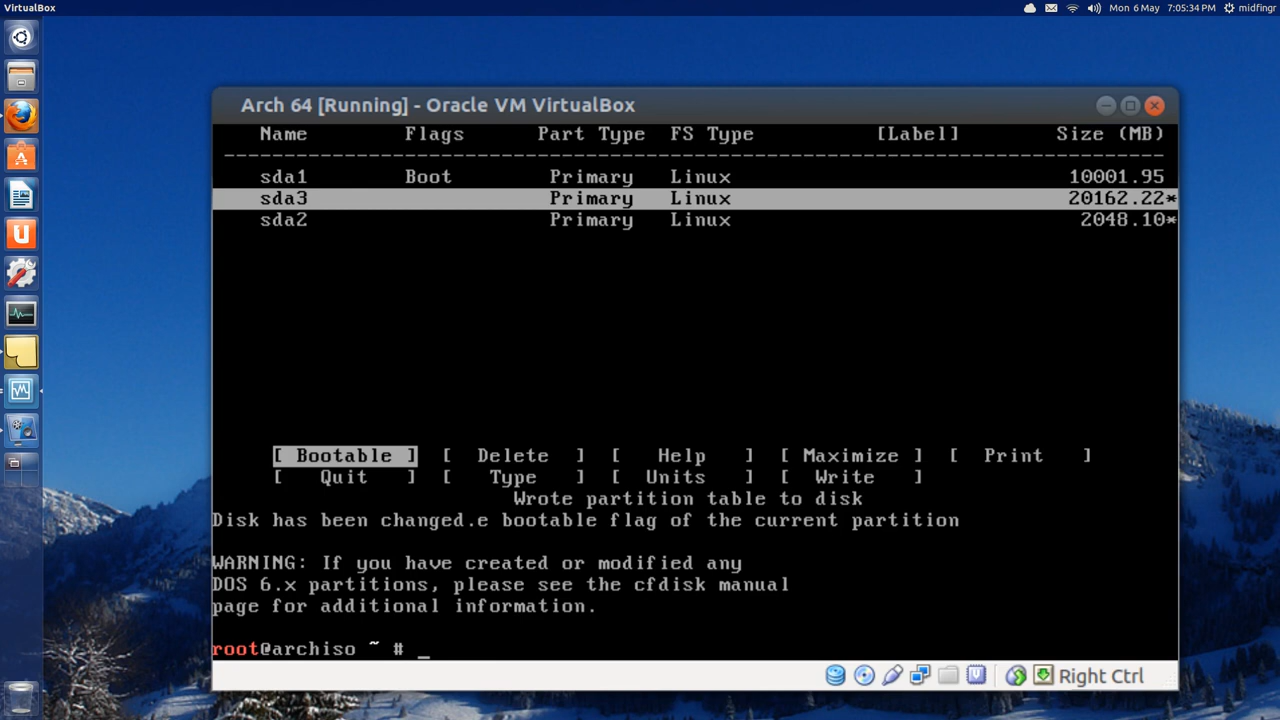 VirtualBox Mon 6 May 7:05:34 PM midfingr
Arch 64 [Running] - Oracle VM VirtualBox
Name Flags Part Type FS Type [Label] Size (MB)
------------------------------------------------------------------------------
sda1 Boot Primary Linux 10001.95
sda3 Primary Linux 20162.22*
sda2 Primary Linux 2048.10*
[ Bootable ] [ Delete ] [ Help ] [ Maximize ] [ Print ]
[ Quit ] [ Type ] [ Units ] [ Write ]
Wrote partition table to disk
Disk has been changed.e bootable flag of the current partition
WARNING: If you have created or modified any
DOS 6.x partitions, please see the cfdisk manual
page for additional information.
root@archiso ~ # _
Right Ctrl